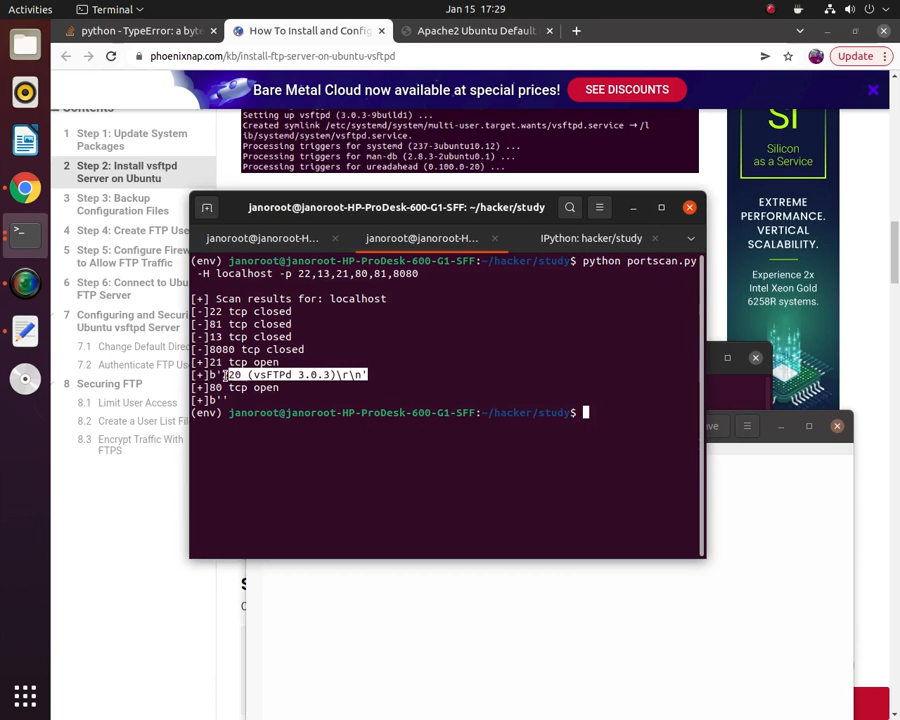 Activities
Terminal
Jan 15 17:29
python - TypeError: a byte
How To Install and Config
Apache2 Ubuntu Default
phoenixnap.com/kb/install-ftp-server-on-ubuntu-vsftpd
Update
Bare Metal Cloud now available at special prices!
SEE DISCOUNTS
Contents
1 Step 1: Update System
Packages
2 Step 2: Install vsftpd
Server on Ubuntu
3 Step 3: Backup
Configuration Files
4 Step 4: Create FTP Use
5 Step 5: Configure Firew
to Allow FTP Traffic
6 Step 6: Connect to Ubu
FTP Server
7 Configuring and Securi
Ubuntu vsftpd Server
7.1 Change Default Direc
7.2 Authenticate FTP Us
8 Securing FTP
8.1 Limit User Access
8.2 Create a User List Fil
8.3 Encrypt Traffic With
FTPS
Setting up vsftpd (3.0.3-9build1) ...
Created symlink /etc/systemd/system/multi-user.target.wants/vsftpd.service → /l
ib/systemd/system/vsftpd.service.
Processing triggers for systemd (237-3ubuntu10.12) ...
Processing triggers for man-db (2.8.3-2ubuntu0.1) ...
Processing triggers for ureadahead (0.100.0-20) ...
janoroot@janoroot-HP-ProDesk-600-G1-SFF: ~/hacker/study
janoroot@janoroot-H...
janoroot@janoroot-H...
IPython: hacker/study
(env) janoroot@janoroot-HP-ProDesk-600-G1-SFF:~/hacker/study$ python portscan.py
-H localhost -p 22,13,21,80,81,8080
[+] Scan results for: localhost
[-]22 tcp closed
[-]81 tcp closed
[-]13 tcp closed
[-]8080 tcp closed
[+]21 tcp open
[+]b'220 (vsFTPd 3.0.3)\r\n'
[+]80 tcp open
[+]b''
(env) janoroot@janoroot-HP-ProDesk-600-G1-SFF:~/hacker/study$
Silicon
as a Service
EXTREME
PERFORMANCE.
VERTICAL
SCALABILITY.
Experience 2x
Intel Xeon Gold
6258R systems.